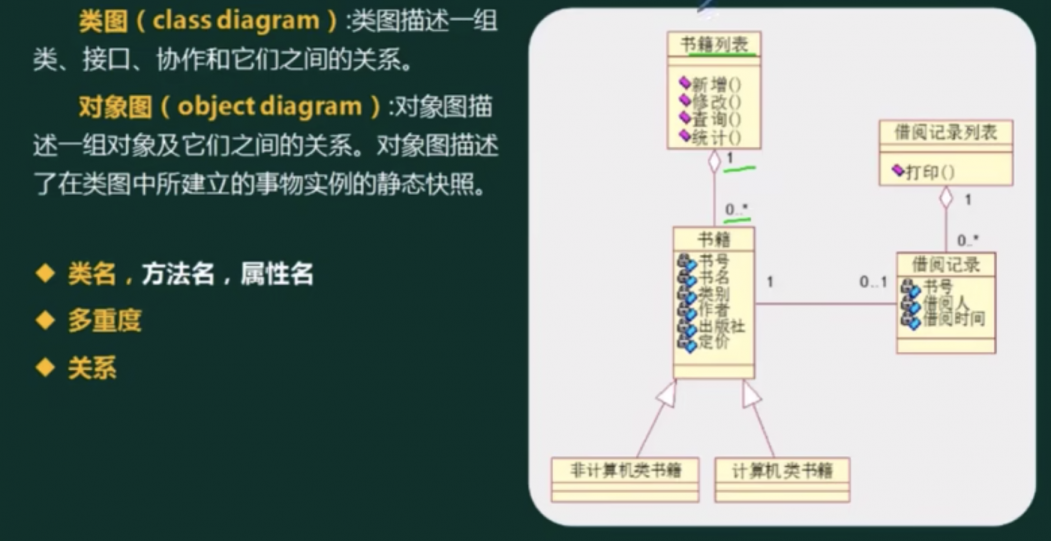 类图（class diagram）:类图描述一组
类、接口、协作和它们之间的关系。
对象图（object diagram）:对象图描
述一组对象及它们之间的关系。对象图描述
了在类图中所建立的事物实例的静态快照。
类名，方法名，属性名
多重度
关系
书籍列表
新增()
修改()
查询()
统计()
1
0..*
书籍
书号
书名
类别
作者
出版社
定价
1
0..1
借阅记录列表
打印()
1
0..*
借阅记录
书号
借阅人
借阅时间
非计算机类书籍
计算机类书籍